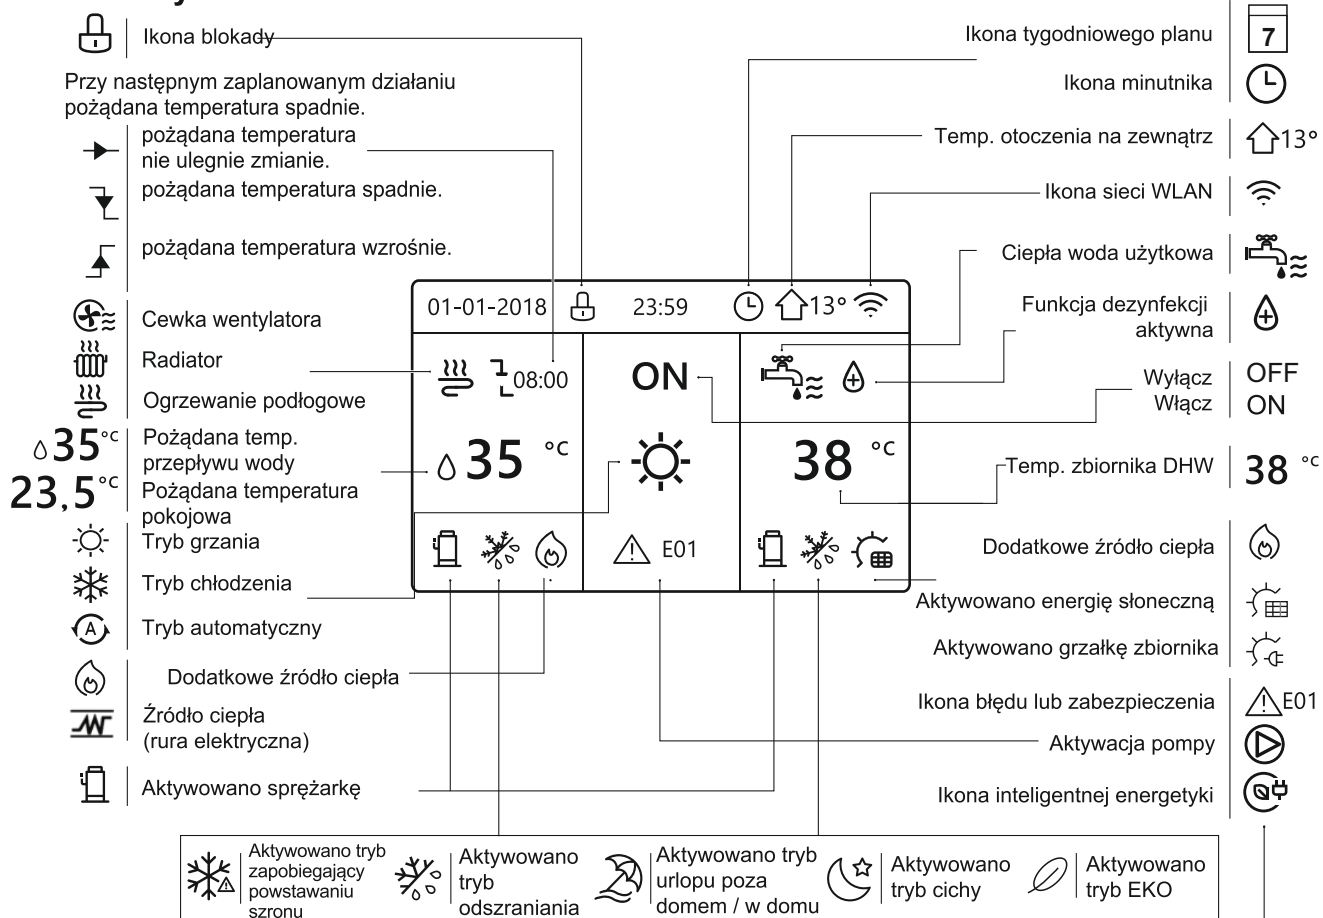 Ikona blokady
Przy następnym zaplanowanym działaniu
pożądana temperatura spadnie.
pożądana temperatura
nie ulegnie zmianie.
pożądana temperatura spadnie.
pożądana temperatura wzrośnie.
Cewka wentylatora
Radiator
Ogrzewanie podłogowe
35°C
Pożądana temp.
przepływu wody
23,5°C
Pożądana temperatura
pokojowa
Tryb grzania
Tryb chłodzenia
A
Tryb automatyczny
Dodatkowe źródło ciepła
Źródło ciepła
(rura elektryczna)
Aktywowano sprężarkę
01-01-2018
23:59
13°
08:00
ON
35 °C
38 °C
E01
Ikona tygodniowego planu
7
Ikona minutnika
Temp. otoczenia na zewnątrz
13°
Ikona sieci WLAN
Ciepła woda użytkowa
Funkcja dezynfekcji
aktywna
Wyłącz OFF
Włącz ON
Temp. zbiornika DHW
38 °C
Dodatkowe źródło ciepła
Aktywowano energię słoneczną
Aktywowano grzałkę zbiornika
Ikona błędu lub zabezpieczenia
E01
Aktywacja pompy
Ikona inteligentnej energetyki
Aktywowano tryb
zapobiegający
powstawaniu
szronu
Aktywowano
tryb
odszraniania
Aktywowano tryb
urlopu poza
domem / w domu
Aktywowano
tryb cichy
Aktywowano
tryb EKO